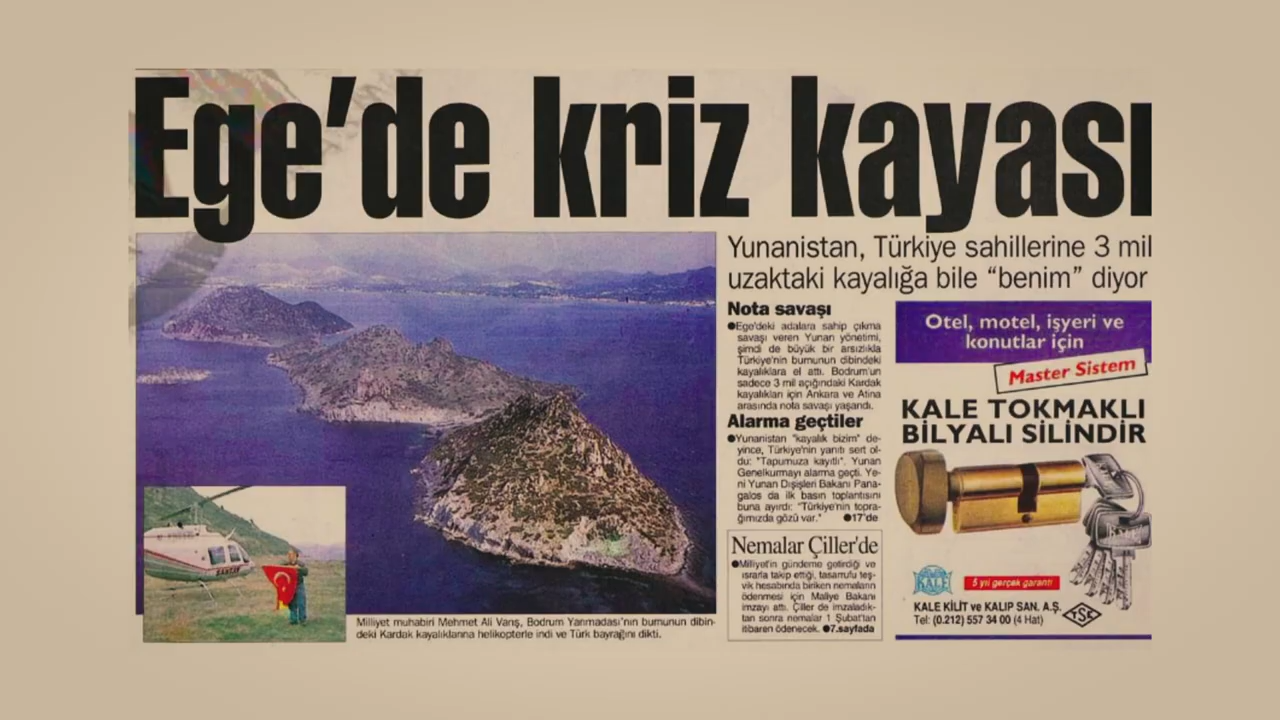 Ege'de kriz kayası
Yunanistan, Türkiye sahillerine 3 mil
uzaktaki kayalığa bile “benim” diyor
Nota savaşı
●Ege'deki adalara sahip çıkma
savaşı veren Yunan yönetimi,
şimdi de büyük bir arsızlıkla
Türkiye'nin burnunun dibindeki
kayalıklara el attı. Bodrum'un
sadece 3 mil açığındaki Kardak
kayalıkları için Ankara ve Atina
arasında nota savaşı yaşandı.
Alarma geçtiler
●Yunanistan "kayalık bizim" de-
yince, Türkiye'nin yanıtı sert ol-
du: "Tapumuza kayıtlı". Yunan
Genelkurmayı alarma geçti. Ye-
ni Yunan Dışişleri Bakanı Pana-
galos da ilk basın toplantısını
buna ayırdı: "Türkiye'nin topra-
ğımızda gözü var." ●17'de
Nemalar Çiller'de
●Milliyet'in gündeme getirdiği ve
ısrarla takip ettiği, tasarrufu teş-
vik hesabında biriken nemaların
ödenmesi için Maliye Bakanı
imzayı attı. Çiller de imzaladık-
tan sonra nemalar 1 Şubat'tan
itibaren ödenecek. ●7.sayfada
Otel, motel, işyeri ve
konutlar için
Master Sistem
KALE TOKMAKLI
BİLYALI SİLİNDİR
KALE
5 yıl gerçek garanti
KALE KİLİT ve KALIP SAN. A.Ş.
Tel: (0.212) 557 34 00 (4 Hat)
TSE
SANCAK
Milliyet muhabiri Mehmet Ali Varış, Bodrum Yarımadası'nın burnunun dibin-
deki Kardak kayalıklarına helikopterle indi ve Türk bayrağını dikti.